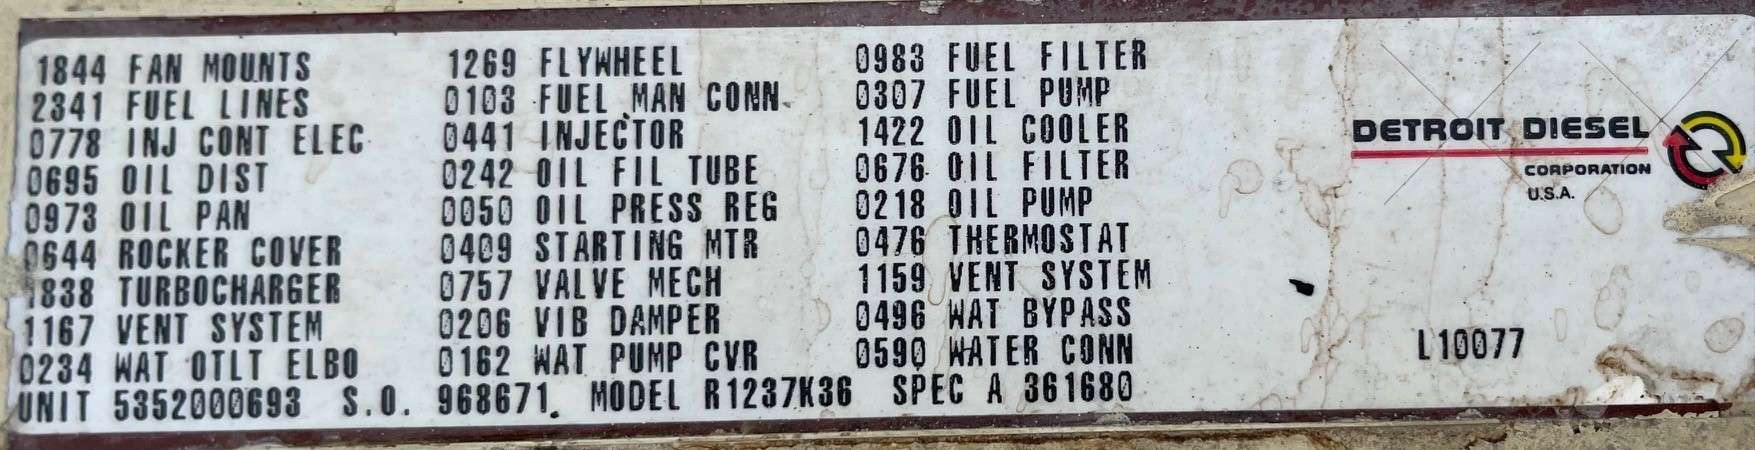 1844 FAN MOUNTS 1269 FLYWHEEL 0983 FUEL FILTER
2341 FUEL LINES 0103 FUEL MAN CONN 0307 FUEL PUMP
0778 INJ CONT ELEC 0441 INJECTOR 1422 OIL COOLER
0695 OIL DIST 0242 OIL FIL TUBE 0676 OIL FILTER
0973 OIL PAN 0050 OIL PRESS REG 0218 OIL PUMP
0644 ROCKER COVER 0409 STARTING MTR 0476 THERMOSTAT
1838 TURBOCHARGER 0757 VALVE MECH 1159 VENT SYSTEM
1167 VENT SYSTEM 0206 VIB DAMPER 0496 WAT BYPASS
0234 WAT OTLT ELBO 0162 WAT PUMP CVR 0590 WATER CONN
UNIT 5352000693 S.O. 968671. MODEL R1237K36 SPEC A 361680
DETROIT DIESEL
CORPORATION
U.S.A.
L10077